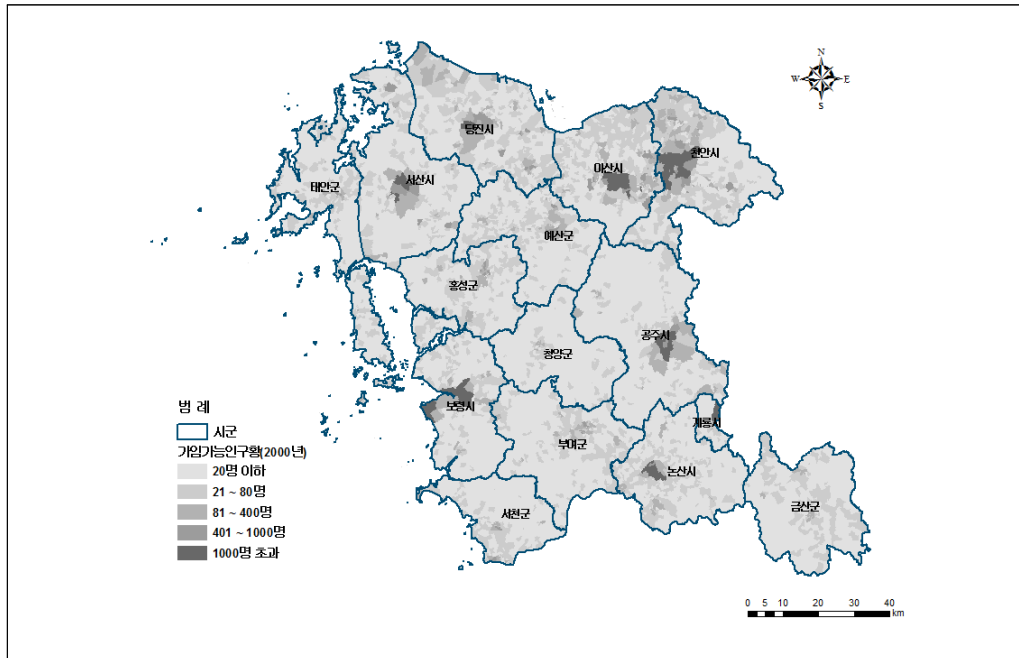 N
W
E
S
당진시
천안시
아산시
서산시
태안군
예산군
홍성군
공주시
청양군
보령시
계룡시
부여군
논산시
서천군
금산군
범 례
시군
가임가능인구확(2000년)
20명 이하
21 ~ 80명
81 ~ 400명
401 ~ 1000명
1000명 초과
0 5 10 20 30 40
km